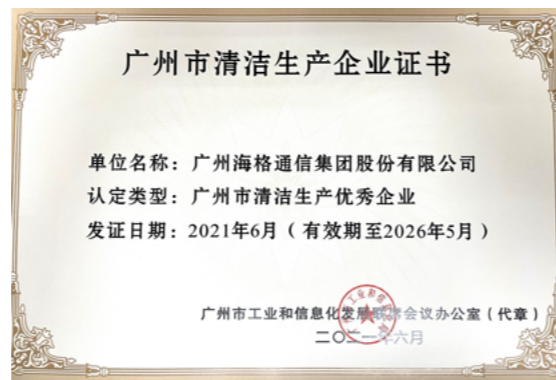 广州市清洁生产企业证书
单位名称：广州海格通信集团股份有限公司
认定类型：广州市清洁生产优秀企业
发证日期：2021年6月（有效期至2026年5月）
广州市工业和信息化发展联席会议办公室（代章）
二〇二一年六月